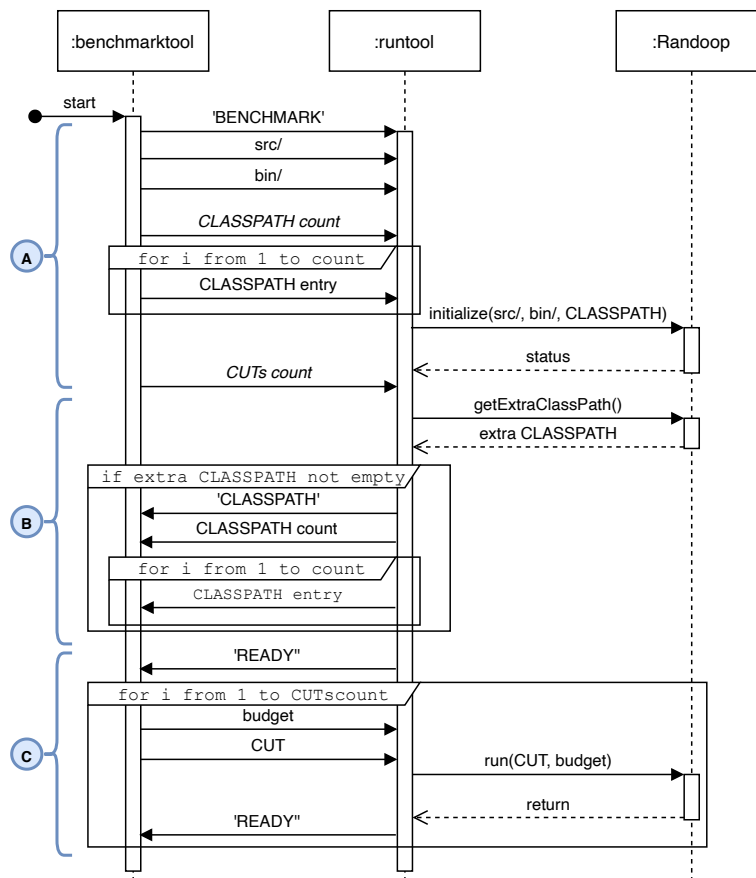 :benchmarktool
:runtool
:Randoop
start
'BENCHMARK'
src/
bin/
CLASSPATH count
A
for i from 1 to count
CLASSPATH entry
initialize(src/, bin/, CLASSPATH)
status
CUTs count
getExtraClassPath()
extra CLASSPATH
if extra CLASSPATH not empty
'CLASSPATH'
B
CLASSPATH count
for i from 1 to count
CLASSPATH entry
'READY"
for i from 1 to CUTscount
budget
C
CUT
run(CUT, budget)
return
'READY"